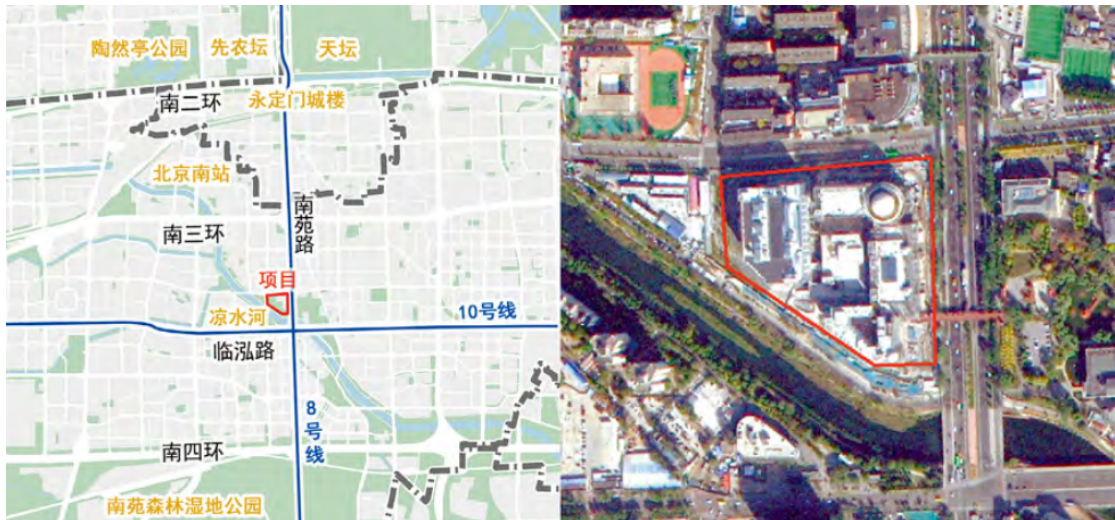 陶然亭公园
先农坛
天坛
南二环
永定门城楼
北京南站
南苑路
南三环
项目
凉水河
10号线
临泓路
8号线
南四环
南苑森林湿地公园